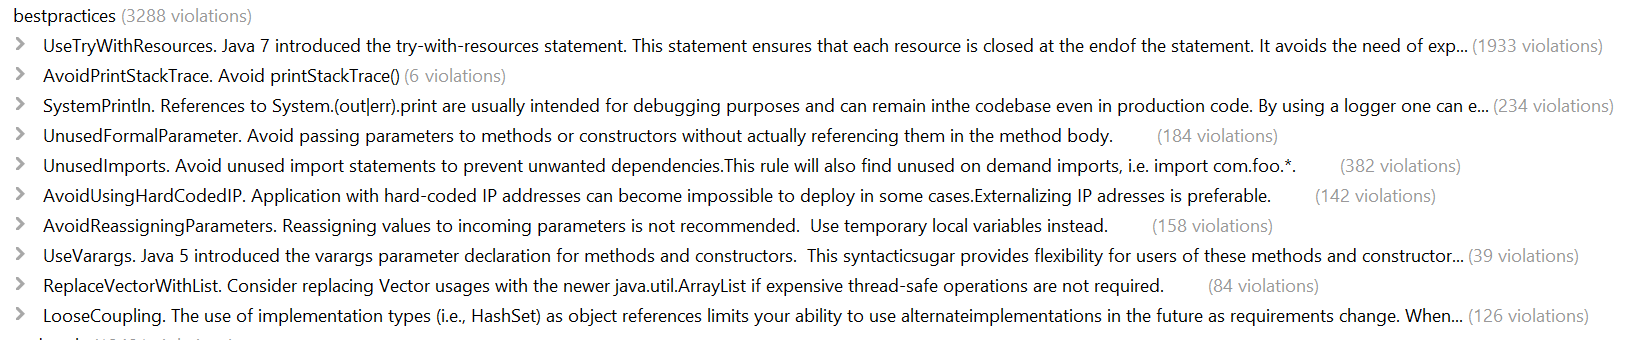 bestpractices (3288 violations)
UseTryWithResources. Java 7 introduced the try-with-resources statement. This statement ensures that each resource is closed at the endof the statement. It avoids the need of exp... (1933 violations)
AvoidPrintStackTrace. Avoid printStackTrace() (6 violations)
SystemPrintln. References to System.(out|err).print are usually intended for debugging purposes and can remain inthe codebase even in production code. By using a logger one can e... (234 violations)
UnusedFormalParameter. Avoid passing parameters to methods or constructors without actually referencing them in the method body. (184 violations)
UnusedImports. Avoid unused import statements to prevent unwanted dependencies.This rule will also find unused on demand imports, i.e. import com.foo.*. (382 violations)
AvoidUsingHardCodedIP. Application with hard-coded IP addresses can become impossible to deploy in some cases.Externalizing IP adresses is preferable. (142 violations)
AvoidReassigningParameters. Reassigning values to incoming parameters is not recommended.  Use temporary local variables instead. (158 violations)
UseVarargs. Java 5 introduced the varargs parameter declaration for methods and constructors.  This syntacticsugar provides flexibility for users of these methods and constructor... (39 violations)
ReplaceVectorWithList. Consider replacing Vector usages with the newer java.util.ArrayList if expensive thread-safe operations are not required. (84 violations)
LooseCoupling. The use of implementation types (i.e., HashSet) as object references limits your ability to use alternateimplementations in the future as requirements change. When... (126 violations)